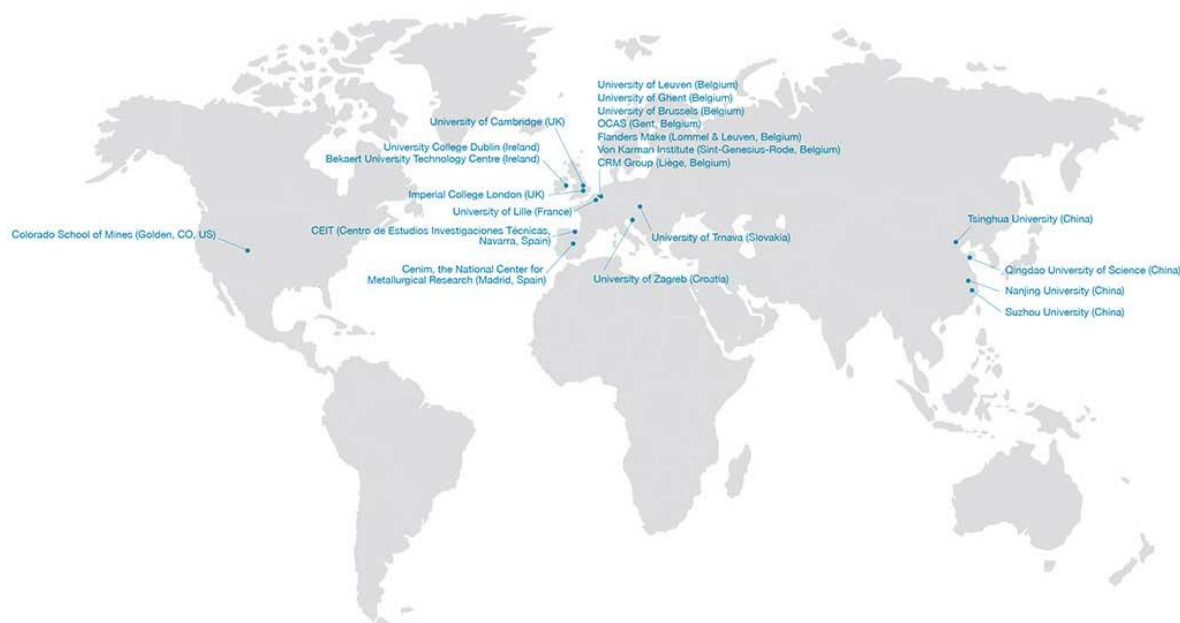 University of Leuven (Belgium)
University of Ghent (Belgium)
University of Brussels (Belgium)
OCAS (Gent, Belgium)
Flanders Make (Lommel & Leuven, Belgium)
Von Karman Institute (Sint-Genesius-Rode, Belgium)
CRM Group (Liège, Belgium)
University of Cambridge (UK)
University College Dublin (Ireland)
Bekaert University Technology Centre (Ireland)
Imperial College London (UK)
University of Lille (France)
CEIT (Centro de Estudios Investigaciones Técnicas,
Navarra, Spain)
Cenim, the National Center for
Metallurgical Research (Madrid, Spain)
Colorado School of Mines (Golden, CO, US)
University of Trnava (Slovakia)
University of Zagreb (Croatia)
Tsinghua University (China)
Qingdao University of Science (China)
Nanjing University (China)
Suzhou University (China)